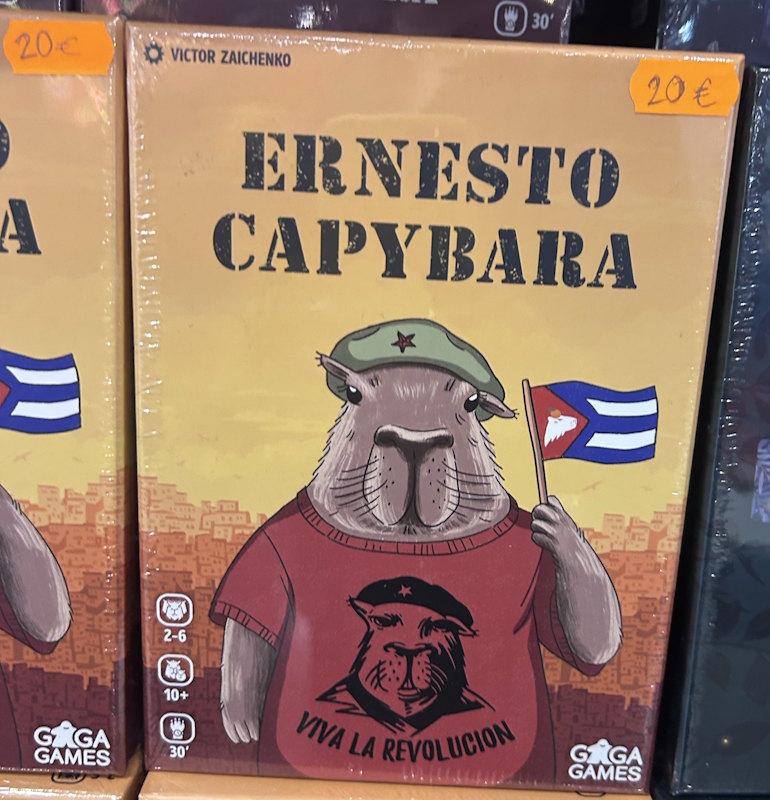 30'
20€
20 €
VICTOR ZAICHENKO
ERNESTO
CAPYBARA
A
VIVA LA REVOLUCION
2-6
10+
30'
GAGA
GAMES
GAGA
GAMES